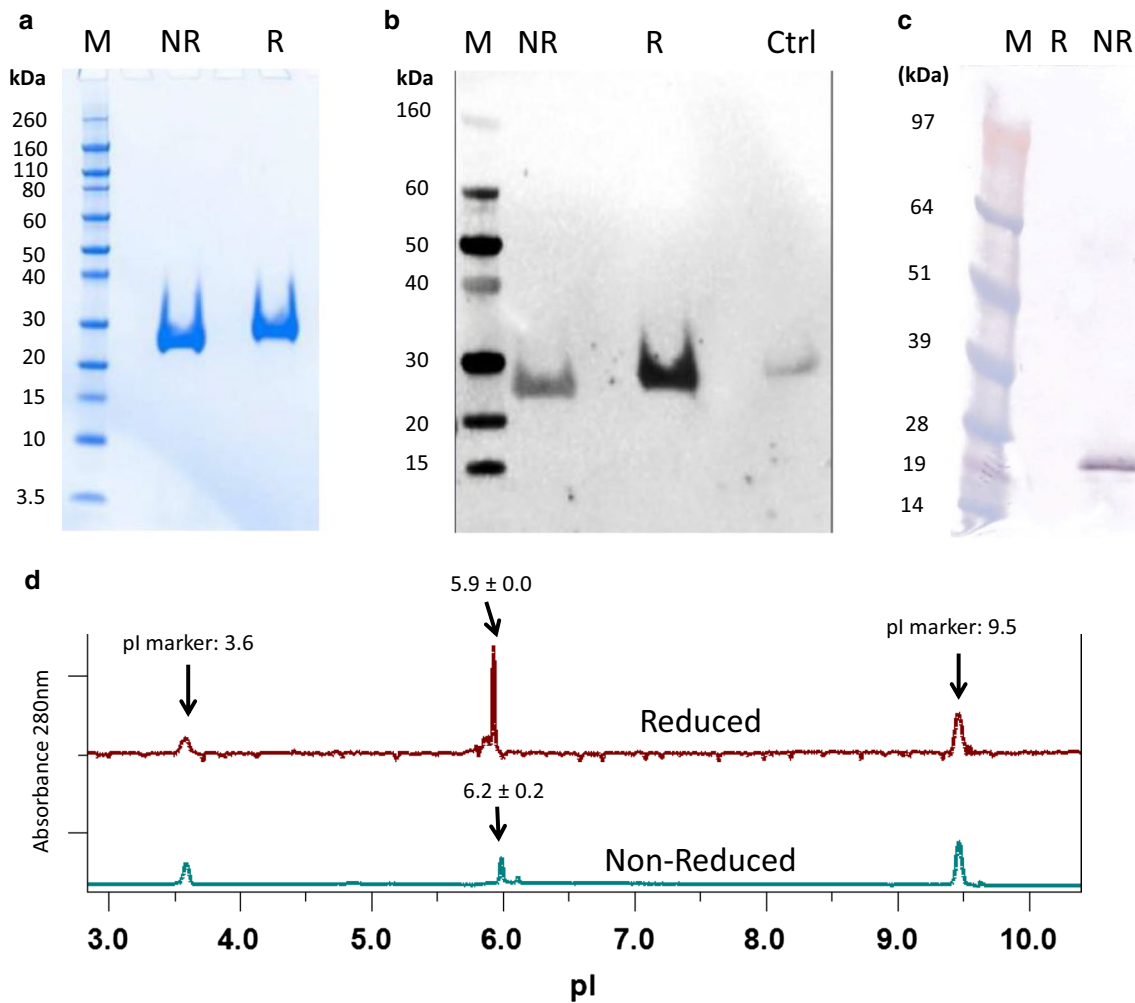 a
M NR R
kDa
260
160
110
80
60
50
40
30
20
15
10
3.5
b
M NR R Ctrl
kDa
160
60
50
40
30
20
15
c
M R NR
(kDa)
97
64
51
39
28
19
14
d
5.9 ± 0.0
pI marker: 3.6
pI marker: 9.5
Reduced
6.2 ± 0.2
Non-Reduced
Absorbance 280nm
3.0 4.0 5.0 6.0 7.0 8.0 9.0 10.0
pI